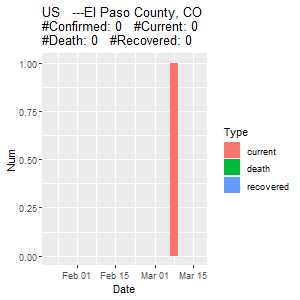 US   ---El Paso County, CO
#Confirmed: 0   #Current: 0
#Death: 0   #Recovered: 0
1.00
0.75
0.50
0.25
0.00
Num
Feb 01   Feb 15   Mar 01   Mar 15
Date
Type
current
death
recovered